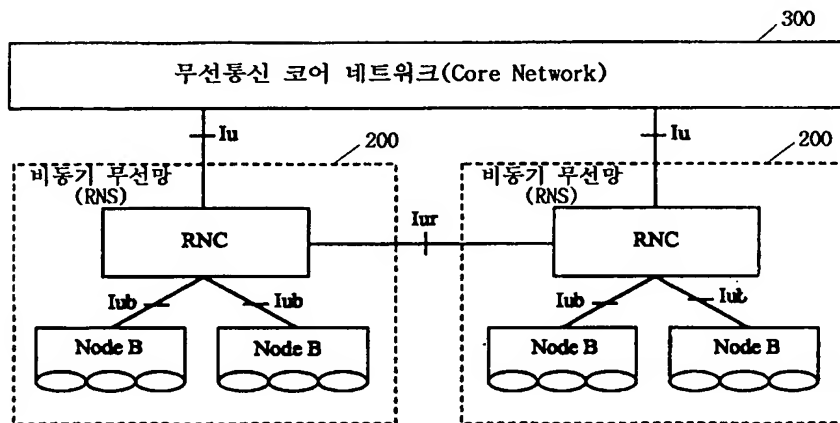 300
무선통신 코어 네트워크(Core Network)
Iu
Iu
200
200
비동기 무선망
(RNS)
비동기 무선망
(RNS)
RNC
Iur
RNC
Iub
Iub
Iub
Iub
Node B
Node B
Node B
Node B